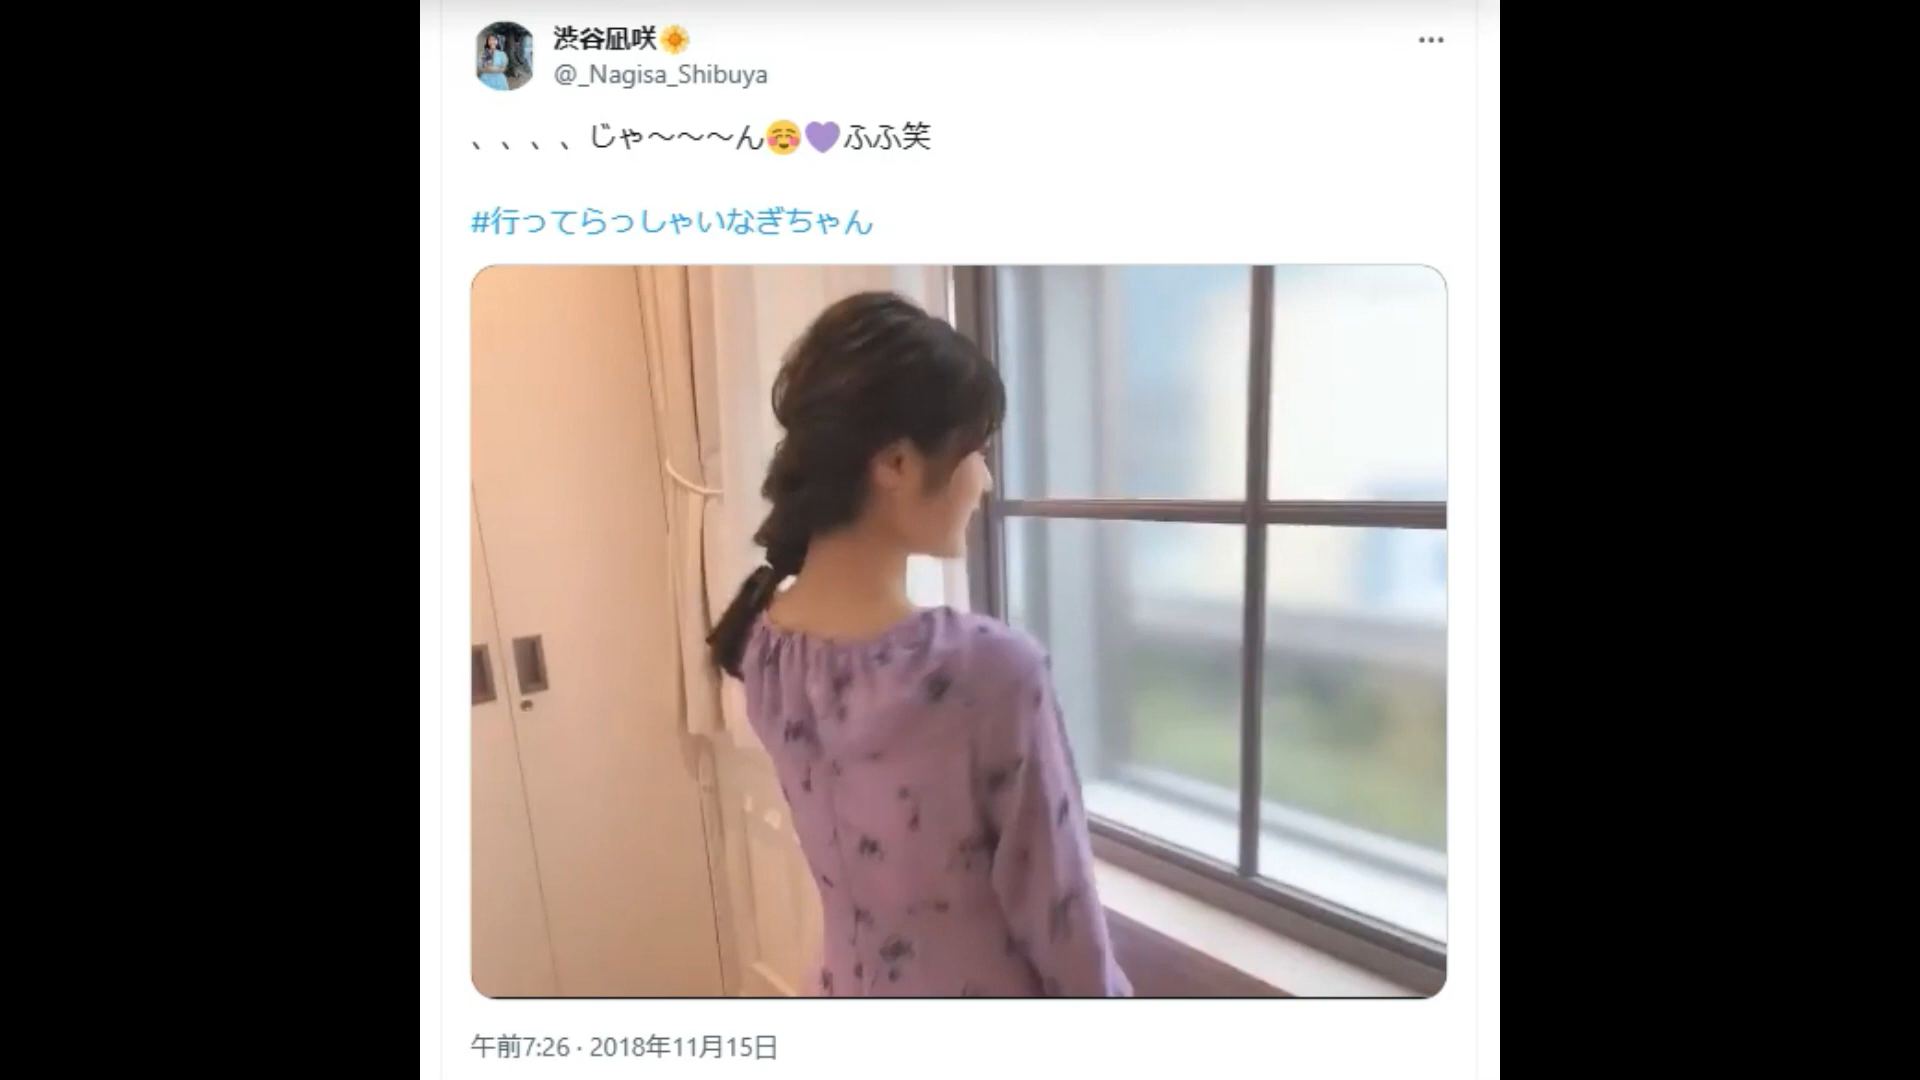 渋谷凪咲🌼
@_Nagisa_Shibuya
、、、、じゃ〜〜〜ん☺️💜ふふ笑
#行ってらっしゃいなぎちゃん
午前7:26 · 2018年11月15日